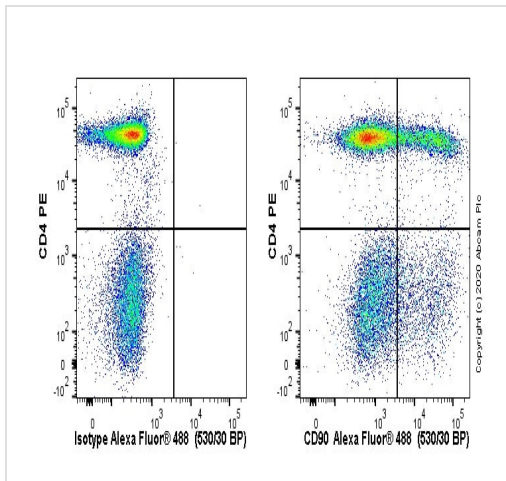 CD4 PE
10^5
10^4
10^3
10^2
0
-10^2
0 10^3 10^4 10^5
Isotype Alexa Fluor® 488 (530/30 BP)
CD4 PE
10^5
10^4
10^3
10^2
0
-10^2
0 10^3 10^4 10^5
CD90 Alexa Fluor® 488 (530/30 BP)
Copyright (c) 2020 Abcam Plc